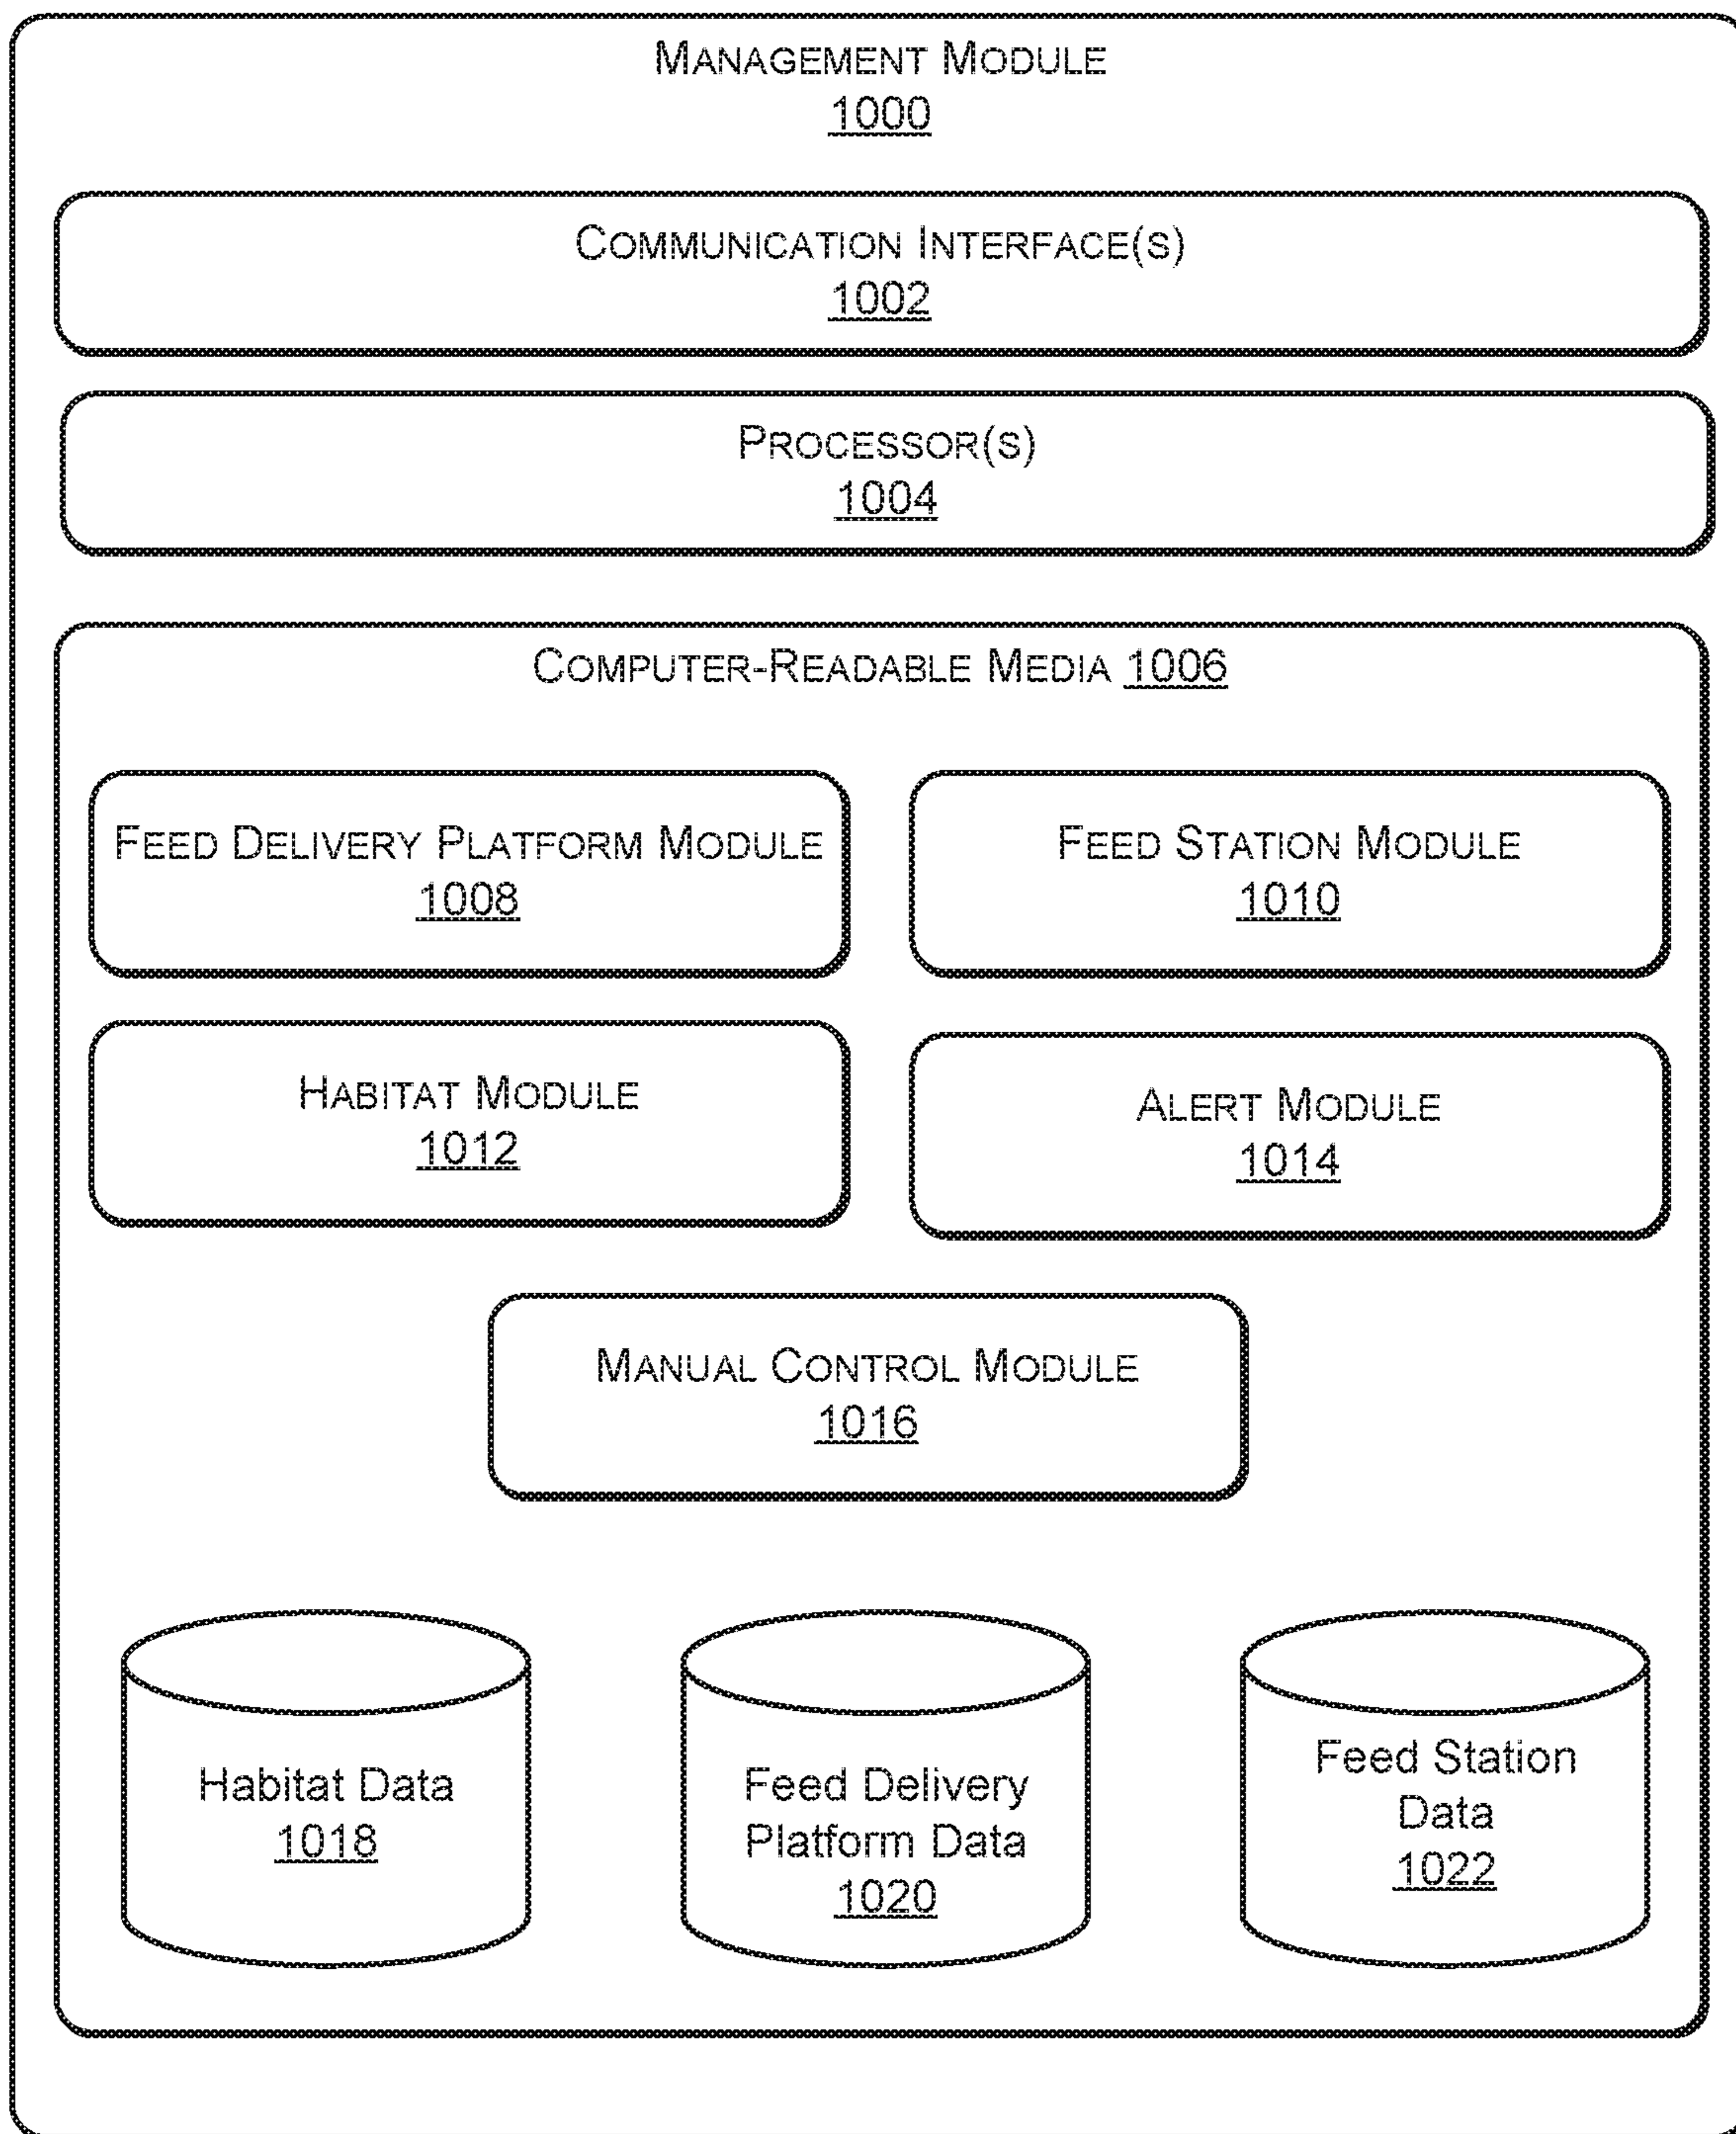 MANAGEMENT MODULE
1000
COMMUNICATION INTERFACE(S)
1002
PROCESSOR(S)
1004
COMPUTER-READABLE MEDIA 1006
FEED DELIVERY PLATFORM MODULE
1008
FEED STATION MODULE
1010
HABITAT MODULE
1012
ALERT MODULE
1014
MANUAL CONTROL MODULE
1016
Habitat Data
1018
Feed Delivery
Platform Data
1020
Feed Station
Data
1022